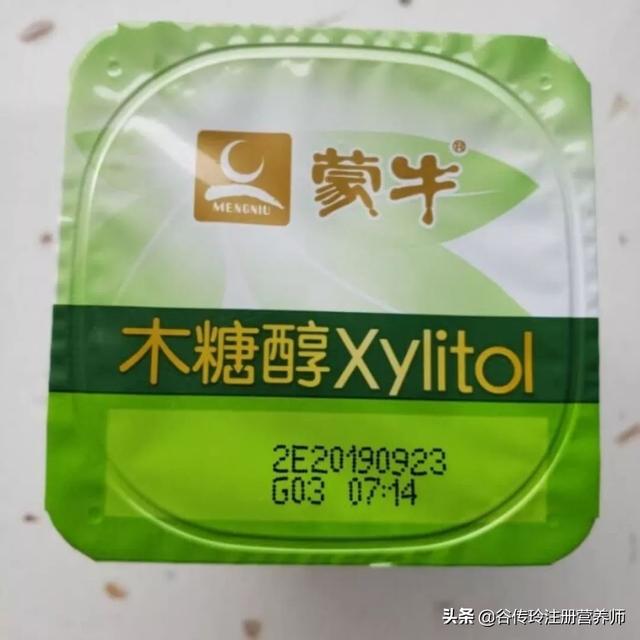 MENGNIU
蒙牛®
木糖醇Xylitol
2E20190923
G03 07:14
头条 @谷传玲注册营养师